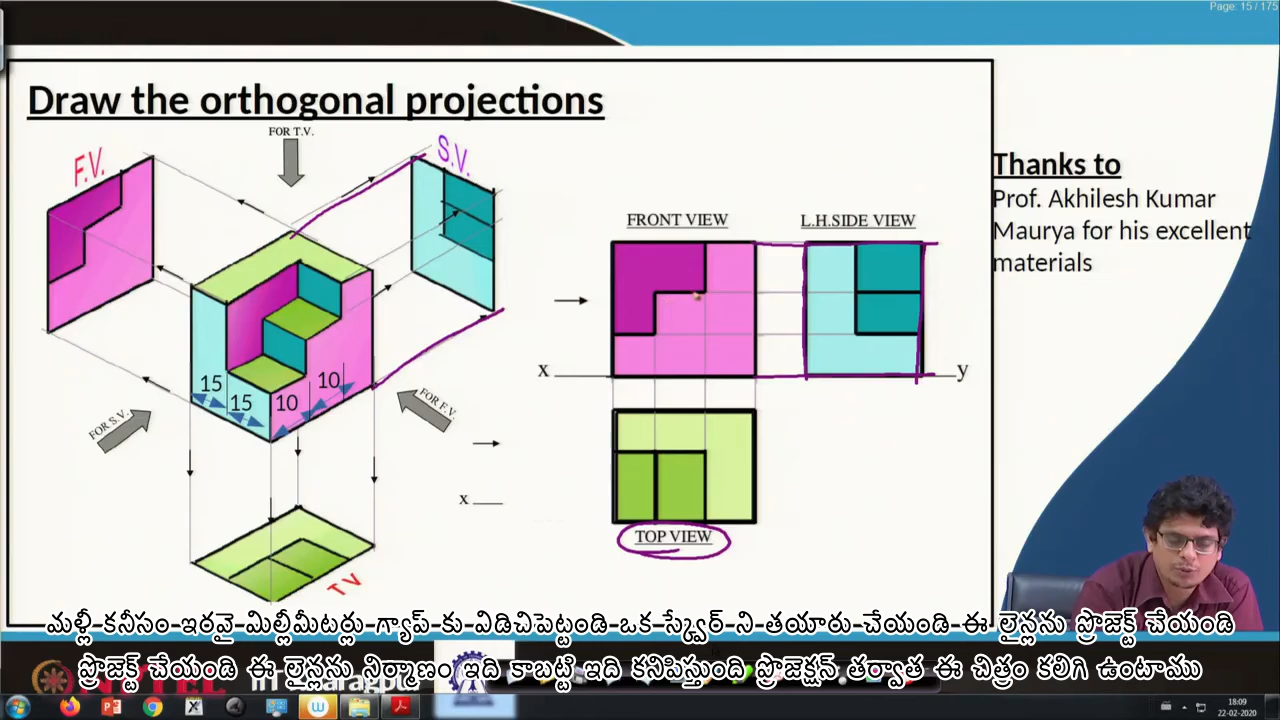 Page: 15 / 175
Draw the orthogonal projections
FOR T.V.
F.V.
S.V.
FRONT VIEW
L.H.SIDE VIEW
Thanks to
Prof. Akhilesh Kumar
Maurya for his excellent
materials
x
y
15
15
10
10
FOR S.V.
FOR F.V.
x
TOP VIEW
TV
మళ్లీ కనీసం ఇరవై మిల్లీమీటర్లు గ్యాప్ కు విడిచిపెట్టండి ఒక స్క్వేర్ ని తయారు చేయండి ఈ లైన్లను ప్రొజెక్ట్ చేయండి
ప్రొజెక్ట్ చేయండి ఈ లైన్లను నిర్మాణం ఇది కాబట్టి ఇది కనిపిస్తుంది ప్రొజెక్షన్ తర్వాత ఈ చిత్రం కలిగి ఉంటాము
18:09
22-02-2020